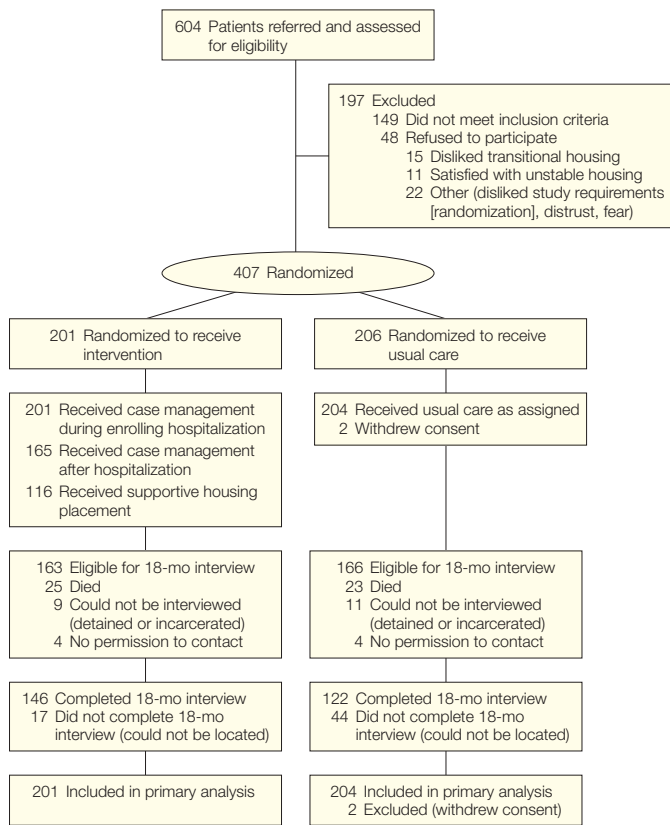 604 Patients referred and assessed
for eligibility
197 Excluded
149 Did not meet inclusion criteria
48 Refused to participate
15 Disliked transitional housing
11 Satisfied with unstable housing
22 Other (disliked study requirements
[randomization], distrust, fear)
407 Randomized
201 Randomized to receive
intervention
206 Randomized to receive
usual care
201 Received case management
during enrolling hospitalization
165 Received case management
after hospitalization
116 Received supportive housing
placement
204 Received usual care as assigned
2 Withdrew consent
163 Eligible for 18-mo interview
25 Died
9 Could not be interviewed
(detained or incarcerated)
4 No permission to contact
166 Eligible for 18-mo interview
23 Died
11 Could not be interviewed
(detained or incarcerated)
4 No permission to contact
146 Completed 18-mo interview
17 Did not complete 18-mo
interview (could not be located)
122 Completed 18-mo interview
44 Did not complete 18-mo
interview (could not be located)
201 Included in primary analysis
204 Included in primary analysis
2 Excluded (withdrew consent)